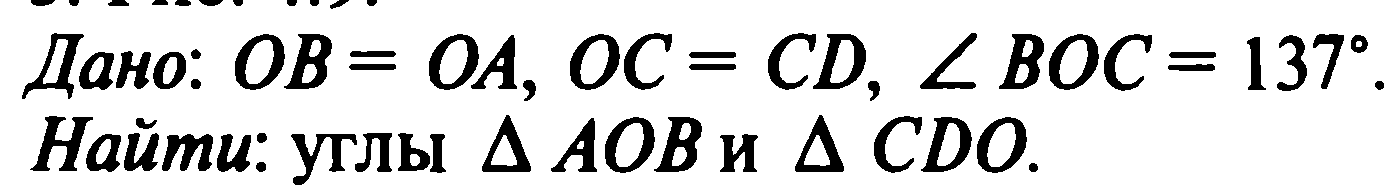 Дано: OB = OA, OC = CD, ∠ BOC = 137°.
Найти: углы △ AOB и △ CDO.